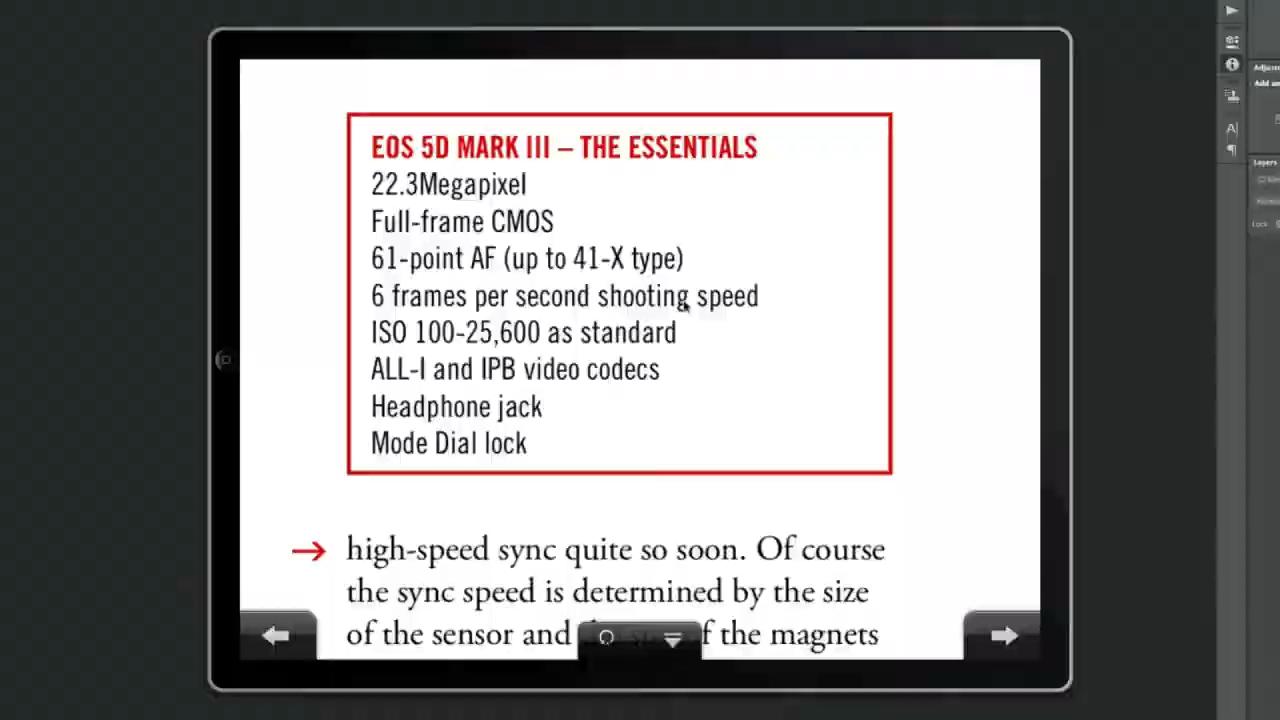 EOS 5D MARK III – THE ESSENTIALS
22.3Megapixel
Full-frame CMOS
61-point AF (up to 41-X type)
6 frames per second shooting speed
ISO 100-25,600 as standard
ALL-I and IPB video codecs
Headphone jack
Mode Dial lock
→ high-speed sync quite so soon. Of course
the sync speed is determined by the size
of the sensor and f the magnets
Layers
Lock